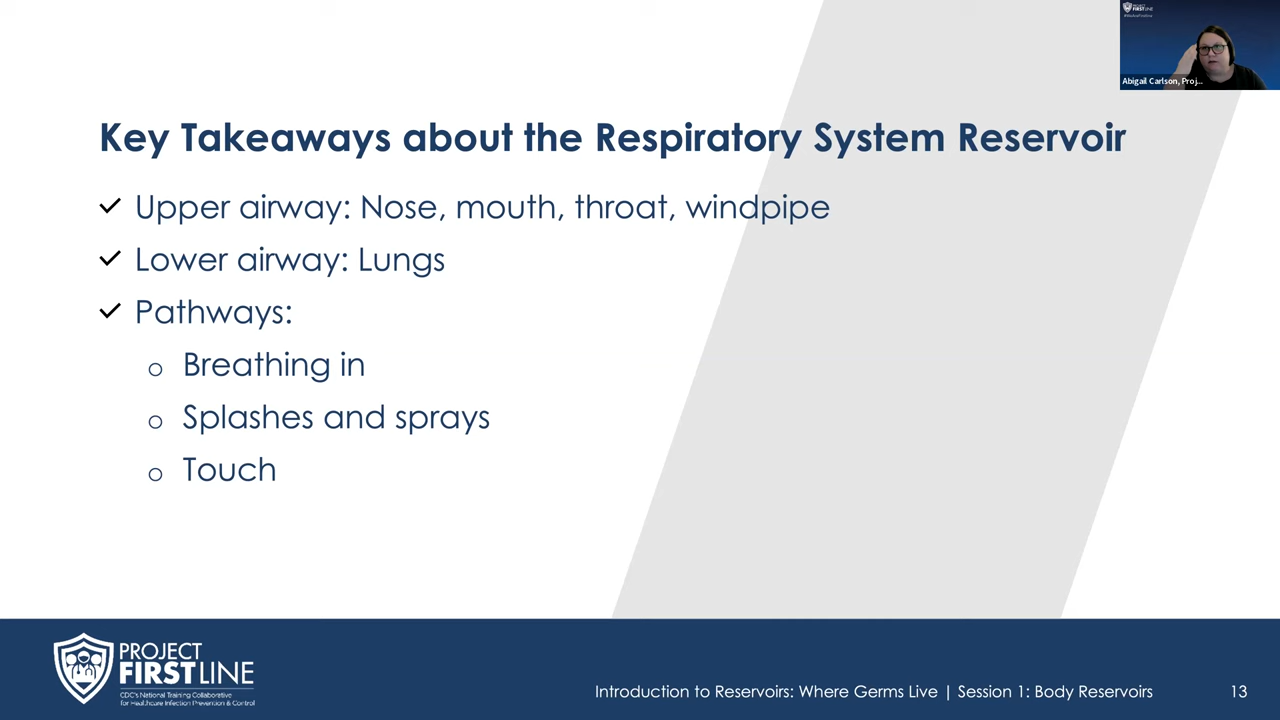 PROJECT
FIRSTLINE
Abigail Carlson, Proj...
Key Takeaways about the Respiratory System Reservoir
Upper airway: Nose, mouth, throat, windpipe
Lower airway: Lungs
Pathways:
Breathing in
Splashes and sprays
Touch
PROJECT
FIRSTLINE
CDC's National Training Collaborative
for Healthcare Infection Prevention & Control
Introduction to Reservoirs: Where Germs Live | Session 1: Body Reservoirs
13